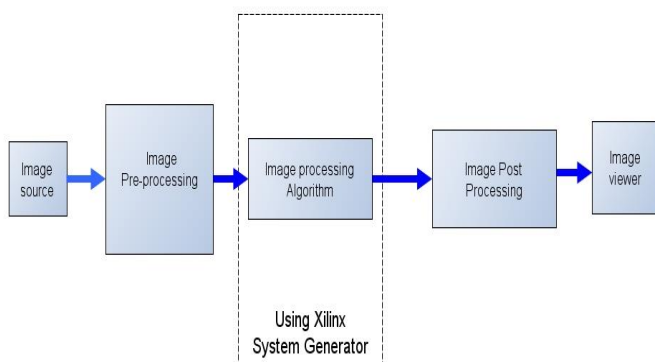 Image
source
Image
Pre-processing
Image processing
Algorithm
Image Post
Processing
Image
viewer
Using Xilinx
System Generator